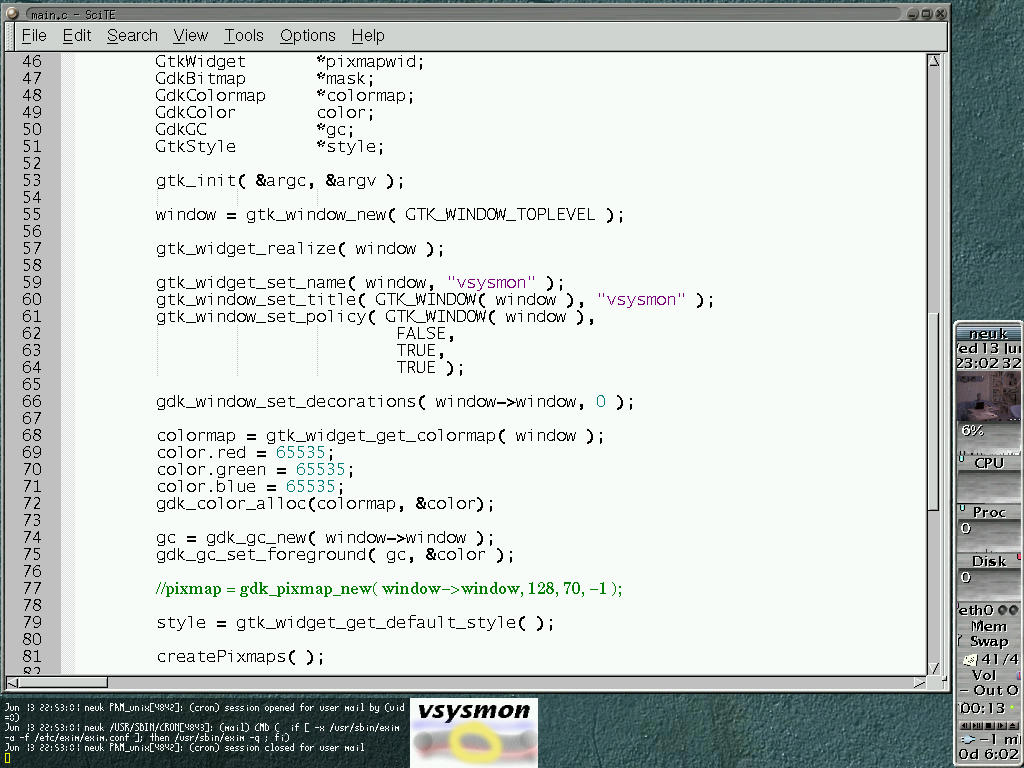 main.c - SciTE
File Edit Search View Tools Options Help
46 GtkWidget *pixmapwid;
47 GdkBitmap *mask;
48 GdkColormap *colormap;
49 GdkColor color;
50 GdkGC *gc;
51 GtkStyle *style;
52
53 gtk_init( &argc, &argv );
54
55 window = gtk_window_new( GTK_WINDOW_TOPLEVEL );
56
57 gtk_widget_realize( window );
58
59 gtk_widget_set_name( window, "vsysmon" );
60 gtk_window_set_title( GTK_WINDOW( window ), "vsysmon" );
61 gtk_window_set_policy( GTK_WINDOW( window ),
62 FALSE,
63 TRUE,
64 TRUE );
65
66 gdk_window_set_decorations( window->window, 0 );
67
68 colormap = gtk_widget_get_colormap( window );
69 color.red = 65535;
70 color.green = 65535;
71 color.blue = 65535;
72 gdk_color_alloc(colormap, &color);
73
74 gc = gdk_gc_new( window->window );
75 gdk_gc_set_foreground( gc, &color );
76
77 //pixmap = gdk_pixmap_new( window->window, 128, 70, -1 );
78
79 style = gtk_widget_get_default_style( );
80
81 createPixmaps( );
82
neuk
ed 13 Jun
23:02 32
6%
CPU
Proc
0
Disk
0
eth0
Mem
Swap
41/4
Vol
- Out O
00:13
-1 m
0d 6:02
Jun 13 22:53:01 neuk PAM_unix[4842]: (cron) session opened for user mail by (uid
=0)
Jun 13 22:53:01 neuk /USR/SBIN/CRON[4843]: (mail) CMD ( if [ -x /usr/sbin/exim
-a -f /etc/exim/exim.conf ]; then /usr/sbin/exim -q ; fi)
Jun 13 22:53:01 neuk PAM_unix[4842]: (cron) session closed for user mail
vsysmon